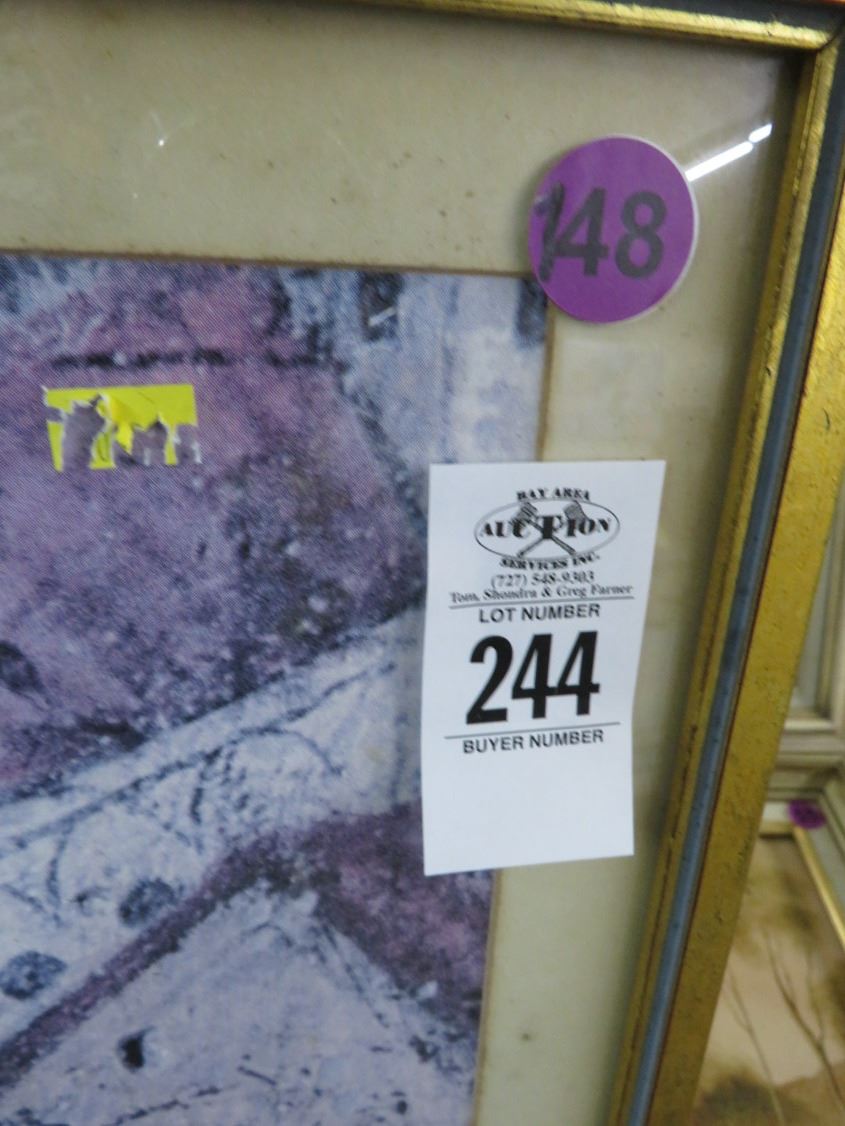 148
BAY AREA
AUCTION
SERVICES INC.
(727) 548-9303
Tom, Shondra & Greg Farner
LOT NUMBER
244
BUYER NUMBER